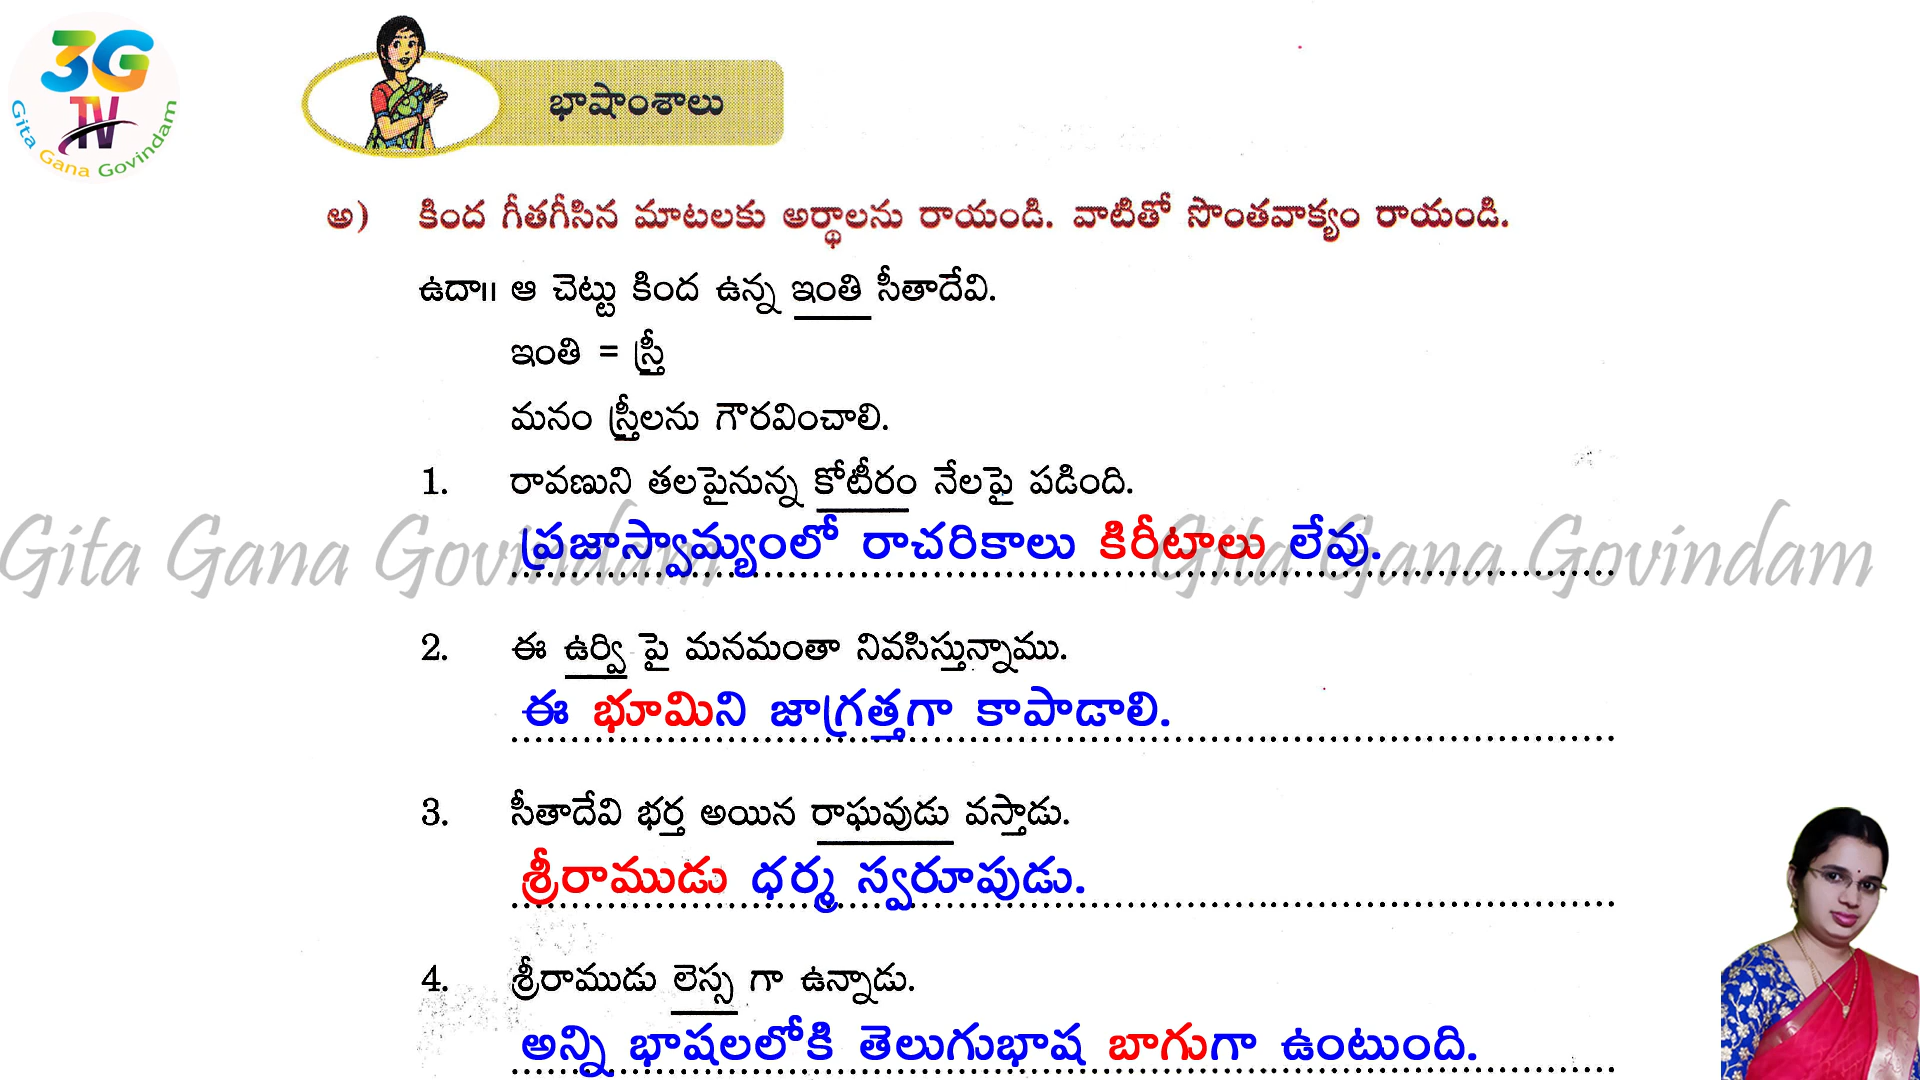 3G
TV
Gita Gana Govindam
భాషాంశాలు
అ) కింద గీతగీసిన మాటలకు అర్థాలను రాయండి. వాటితో సొంతవాక్యం రాయండి.
ఉదా॥ ఆ చెట్టు కింద ఉన్న ఇంతి సీతాదేవి.
ఇంతి = స్త్రీ
మనం స్త్రీలను గౌరవించాలి.
1. రావణుని తలపైనున్న కోటీరం నేలపై పడింది.
ప్రజాస్వామ్యంలో రాచరికాలు కిరీటాలు లేవు.
Gita Gana Govindam Gita Gana Govindam
2. ఈ ఉర్వి పై మనమంతా నివసిస్తున్నాము.
ఈ భూమిని జాగ్రత్తగా కాపాడాలి.
3. సీతాదేవి భర్త అయిన రాఘవుడు వస్తాడు.
శ్రీరాముడు ధర్మ స్వరూపుడు.
4. శ్రీరాముడు లెస్స గా ఉన్నాడు.
అన్ని భాషలలోకి తెలుగుభాష బాగుగా ఉంటుంది.